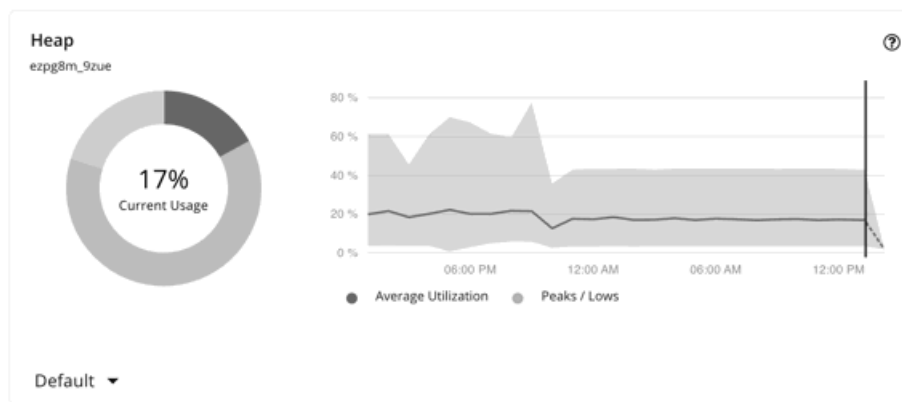 Heap
ezpg8m_9zue
17%
Current Usage
80 %
60 %
40 %
20 %
0 %
06:00 PM 12:00 AM 06:00 AM 12:00 PM
Average Utilization Peaks / Lows
Default